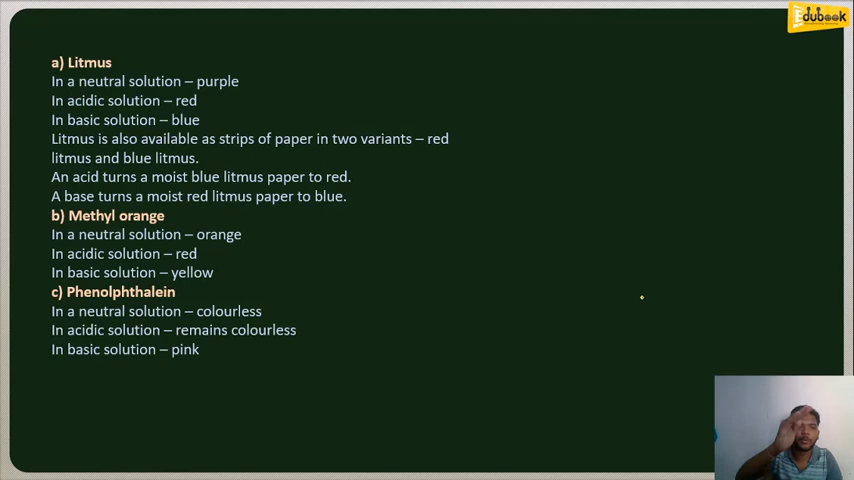 Edubook
a) Litmus
In a neutral solution – purple
In acidic solution – red
In basic solution – blue
Litmus is also available as strips of paper in two variants – red
litmus and blue litmus.
An acid turns a moist blue litmus paper to red.
A base turns a moist red litmus paper to blue.
b) Methyl orange
In a neutral solution – orange
In acidic solution – red
In basic solution – yellow
c) Phenolphthalein
In a neutral solution – colourless
In acidic solution – remains colourless
In basic solution – pink